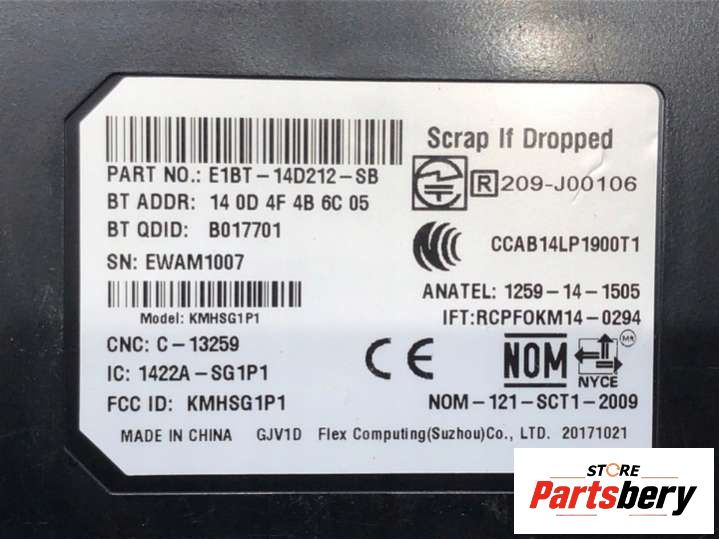 Scrap If Dropped
PART NO.: E1BT-14D212-SB
R 209-J00106
BT ADDR: 14 0D 4F 4B 6C 05
BT QDID: B017701
CCAB14LP1900T1
SN: EWAM1007
ANATEL: 1259-14-1505
Model: KMHSG1P1
IFT:RCPFOKM14-0294
CNC: C-13259
CE
NOM
NYCE
IC: 1422A-SG1P1
FCC ID: KMHSG1P1
NOM-121-SCT1-2009
MADE IN CHINA GJV1D Flex Computing(Suzhou)Co., LTD. 20171021
STORE
Partsbery